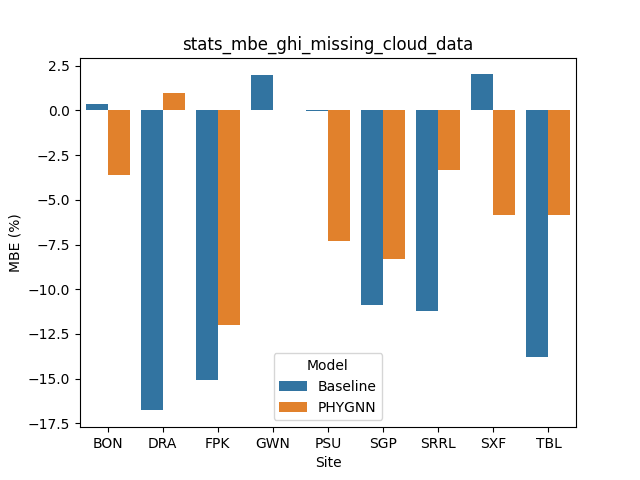 stats_mbe_ghi_missing_cloud_data
2.5
0.0
−2.5
−5.0
−7.5
−10.0
−12.5
−15.0
−17.5
MBE (%)
Model
Baseline
PHYGNN
BON DRA FPK GWN PSU SGP SRRL SXF TBL
Site